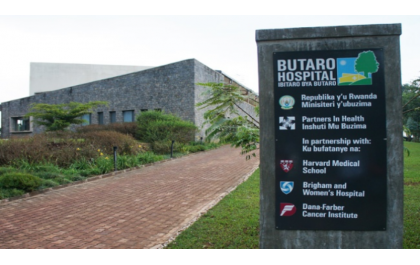 BUTARO
HOSPITAL
IBITARO BYA BUTARO
Republika y'u Rwanda
Minisiteri y'ubuzima
Partners In Health
Inshuti Mu Buzima
In partnership with:
Ku bufatanye na:
Harvard Medical
School
Brigham and
Women's Hospital
Dana-Farber
Cancer Institute